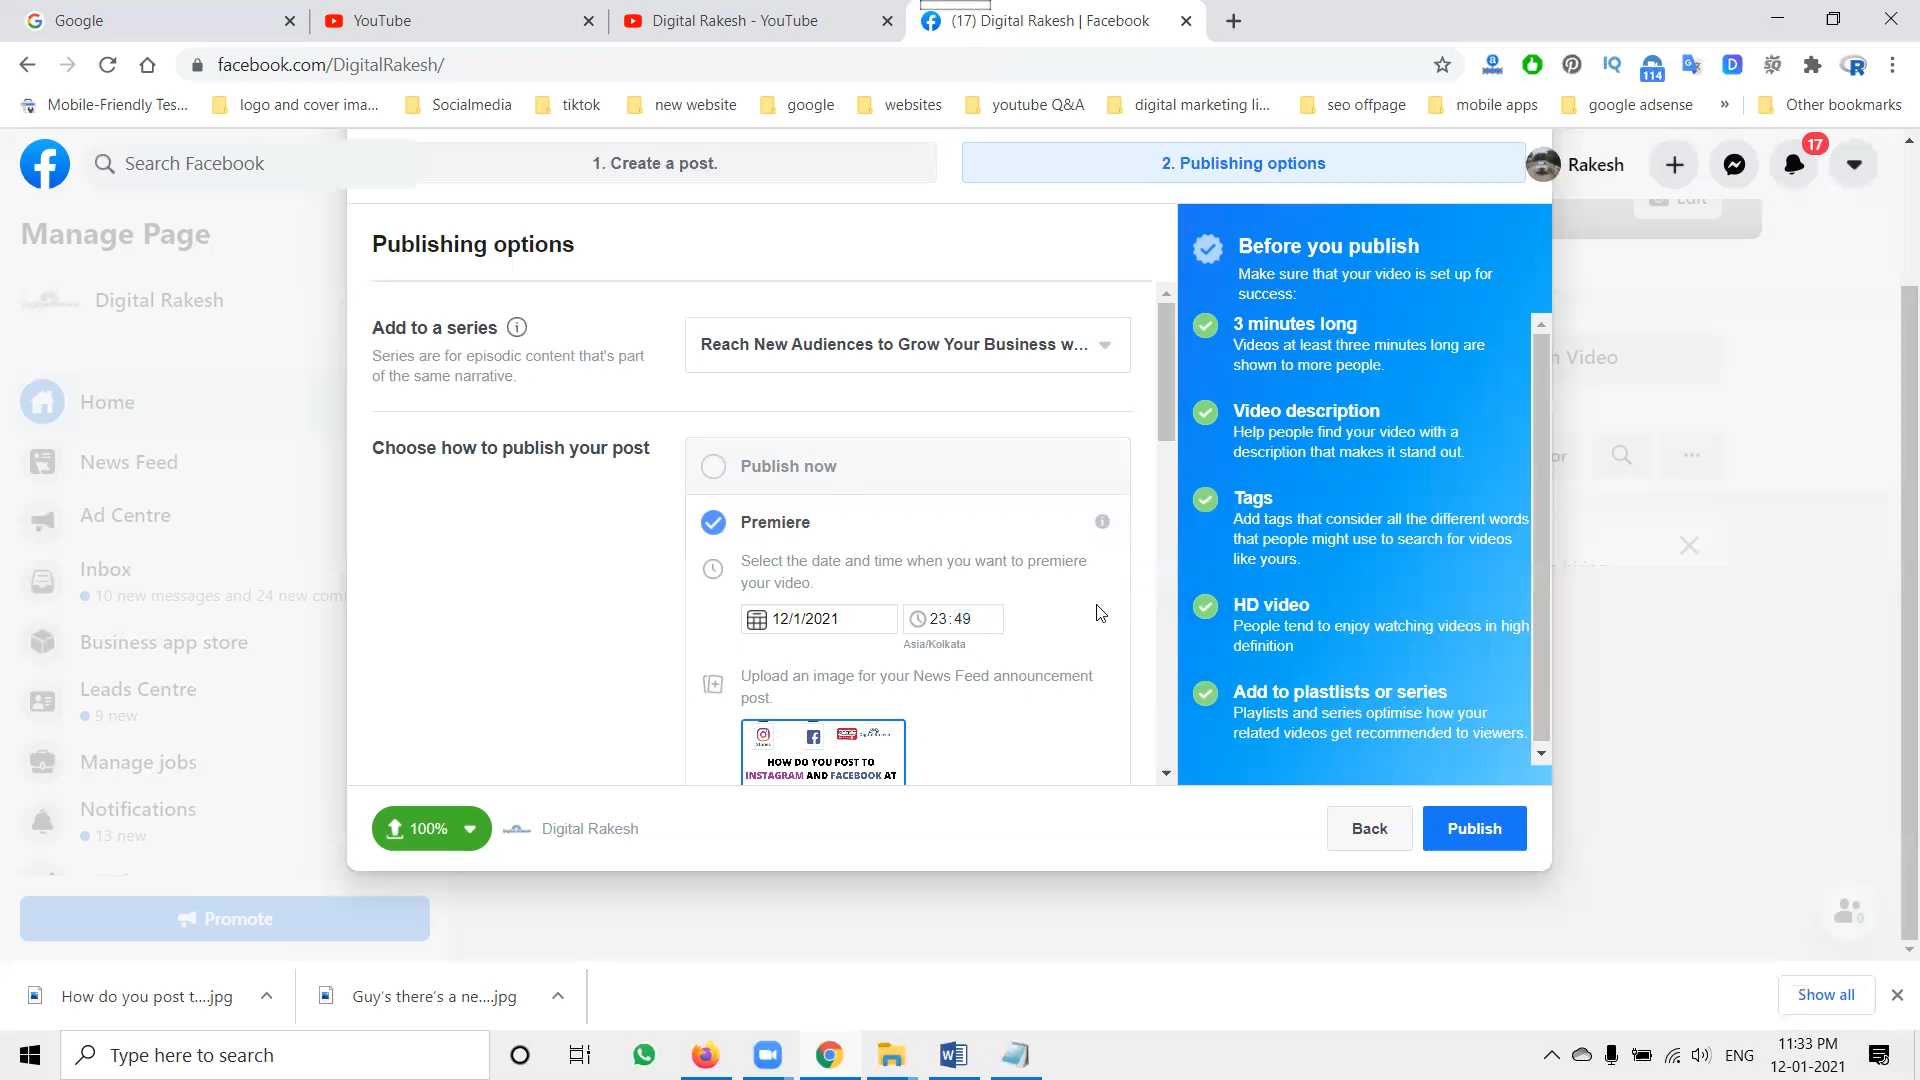 Google
YouTube
Digital Rakesh - YouTube
(17) Digital Rakesh | Facebook
facebook.com/DigitalRakesh/
114
Mobile-Friendly Tes...
logo and cover ima...
Socialmedia
tiktok
new website
google
websites
youtube Q&A
digital marketing li...
seo offpage
mobile apps
google adsense
»
Other bookmarks
Search Facebook
1. Create a post.
2. Publishing options
Rakesh
17
Manage Page
Digital Rakesh
Home
News Feed
Ad Centre
Inbox
10 new messages and 24 new com
Business app store
Leads Centre
9 new
Manage jobs
Notifications
13 new
Promote
Publishing options
Add to a series
Series are for episodic content that's part
of the same narrative.
Reach New Audiences to Grow Your Business w...
Choose how to publish your post
Publish now
Premiere
Select the date and time when you want to premiere
your video.
12/1/2021
23:49
Asia/Kolkata
Upload an image for your News Feed announcement
post.
HOW DO YOU POST TO
INSTAGRAM AND FACEBOOK AT
100%
Digital Rakesh
Back
Publish
Before you publish
Make sure that your video is set up for
success:
3 minutes long
Videos at least three minutes long are
shown to more people.
Video description
Help people find your video with a
description that makes it stand out.
Tags
Add tags that consider all the different words
that people might use to search for videos
like yours.
HD video
People tend to enjoy watching videos in high
definition
Add to plastlists or series
Playlists and series optimise how your
related videos get recommended to viewers.
Edit
h Video
or
0
How do you post t....jpg
Guy's there's a ne....jpg
Show all
Type here to search
ENG
11:33 PM
12-01-2021